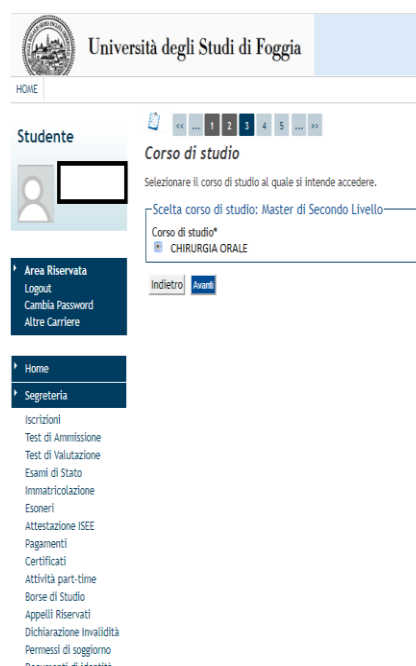 Università degli Studi di Foggia
HOME
Studente
<< ... 1 2 3 4 5 ... >>
Corso di studio
Selezionare il corso di studio al quale si intende accedere.
Scelta corso di studio: Master di Secondo Livello
Corso di studio*
CHIRURGIA ORALE
Indietro Avanti
Area Riservata
Logout
Cambia Password
Altre Carriere
Home
Segreteria
Iscrizioni
Test di Ammissione
Test di Valutazione
Esami di Stato
Immatricolazione
Esoneri
Attestazione ISEE
Pagamenti
Certificati
Attività part-time
Borse di Studio
Appelli Riservati
Dichiarazione Invalidità
Permessi di soggiorno
Documenti di identità